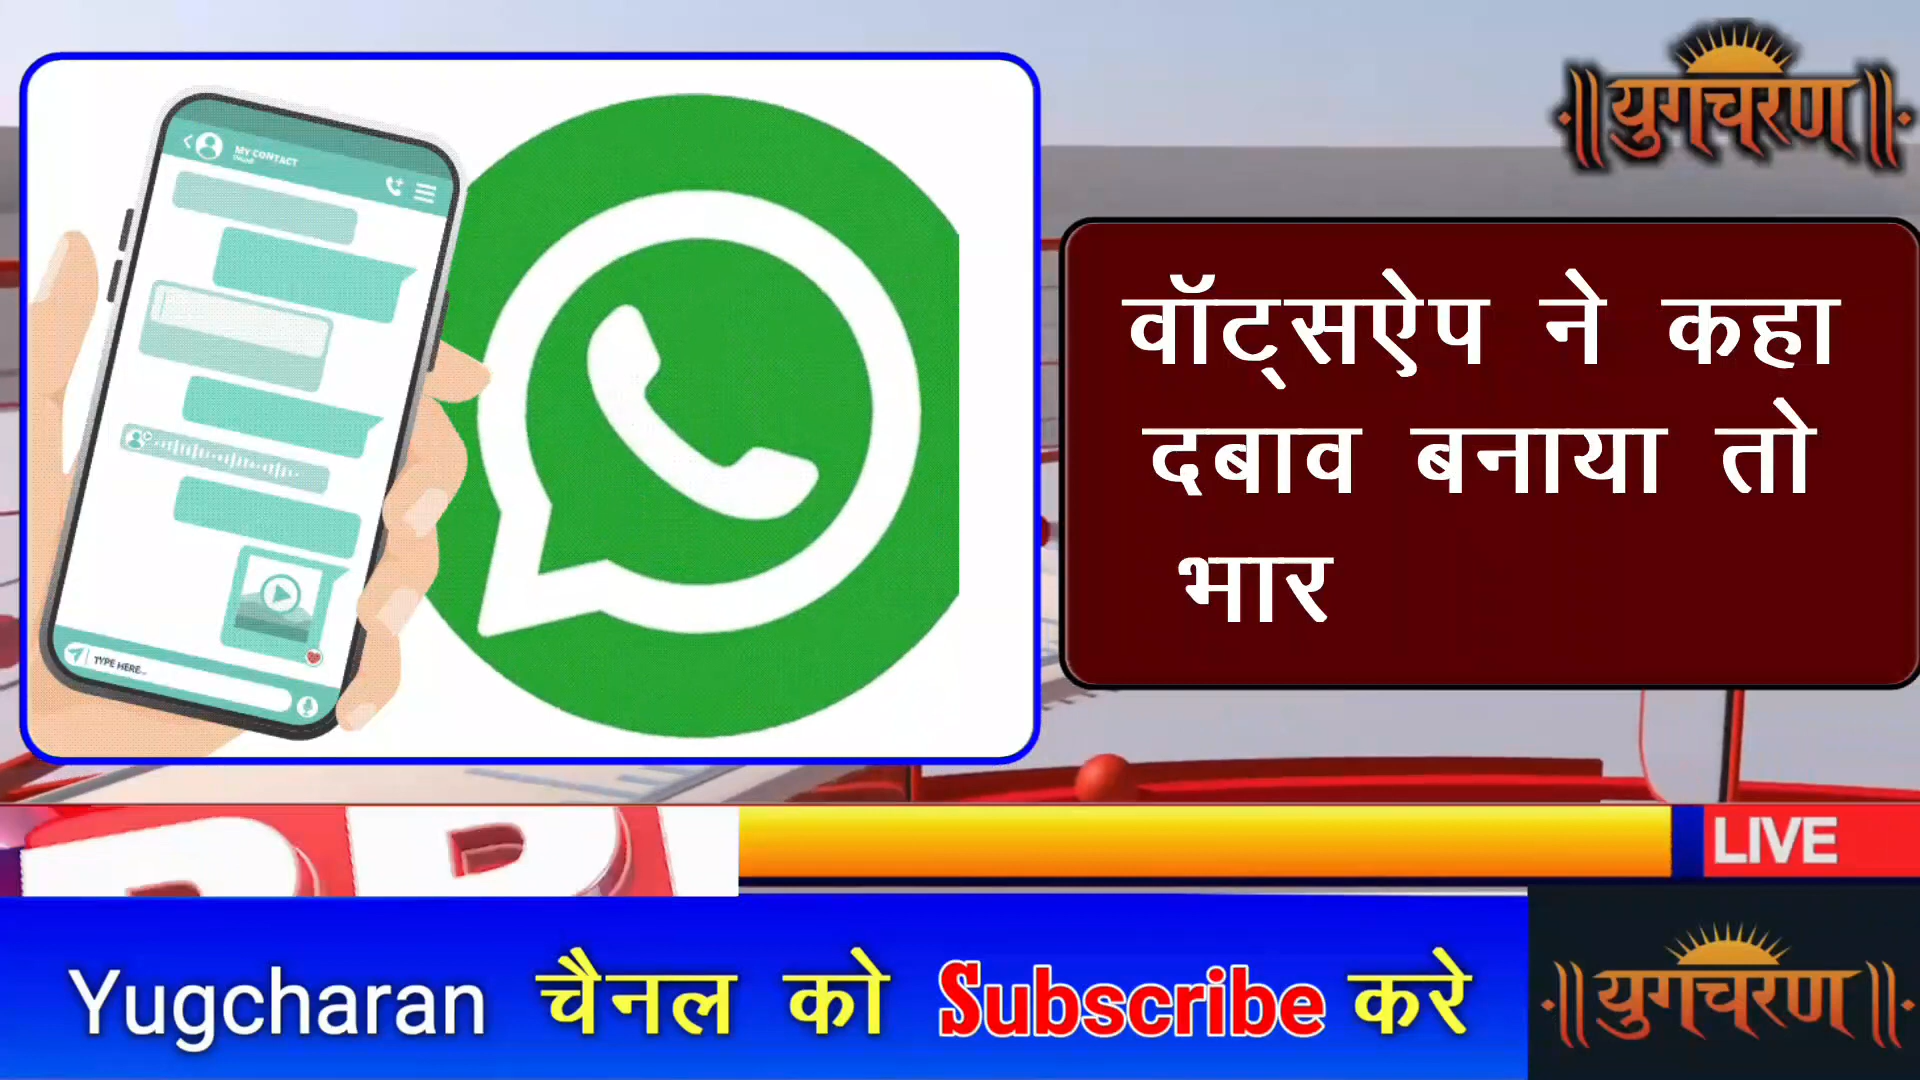 ॥युगचरण॥
MY CONTACT
वॉट्सऐप ने कहा
दबाव बनाया तो
भार
TYPE HERE...
LIVE
Yugcharan चैनल को Subscribe करे
॥युगचरण॥